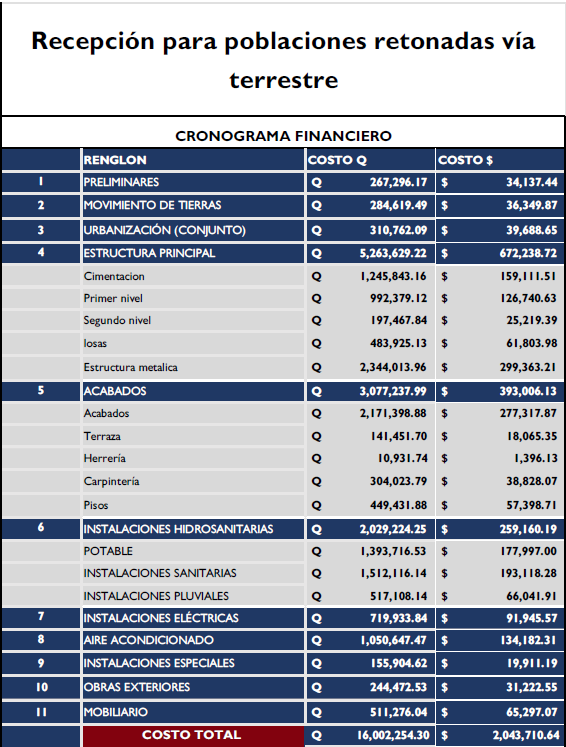 Recepción para poblaciones retonadas vía
terrestre
CRONOGRAMA FINANCIERO
RENGLON COSTO Q COSTO $
1 PRELIMINARES Q 267,296.17 $ 34,137.44
2 MOVIMIENTO DE TIERRAS Q 284,619.49 $ 36,349.87
3 URBANIZACIÓN (CONJUNTO) Q 310,762.09 $ 39,688.65
4 ESTRUCTURA PRINCIPAL Q 5,263,629.22 $ 672,238.72
Cimentacion Q 1,245,843.16 $ 159,111.51
Primer nivel Q 992,379.12 $ 126,740.63
Segundo nivel Q 197,467.84 $ 25,219.39
losas Q 483,925.13 $ 61,803.98
Estructura metalica Q 2,344,013.96 $ 299,363.21
5 ACABADOS Q 3,077,237.99 $ 393,006.13
Acabados Q 2,171,398.88 $ 277,317.87
Terraza Q 141,451.70 $ 18,065.35
Herrería Q 10,931.74 $ 1,396.13
Carpintería Q 304,023.79 $ 38,828.07
Pisos Q 449,431.88 $ 57,398.71
6 INSTALACIONES HIDROSANITARIAS Q 2,029,224.25 $ 259,160.19
POTABLE Q 1,393,716.53 $ 177,997.00
INSTALACIONES SANITARIAS Q 1,512,116.14 $ 193,118.28
INSTALACIONES PLUVIALES Q 517,108.14 $ 66,041.91
7 INSTALACIONES ELÉCTRICAS Q 719,933.84 $ 91,945.57
8 AIRE ACONDICIONADO Q 1,050,647.47 $ 134,182.31
9 INSTALACIONES ESPECIALES Q 155,904.62 $ 19,911.19
10 OBRAS EXTERIORES Q 244,472.53 $ 31,222.55
11 MOBILIARIO Q 511,276.04 $ 65,297.07
COSTO TOTAL Q 16,002,254.30 $ 2,043,710.64